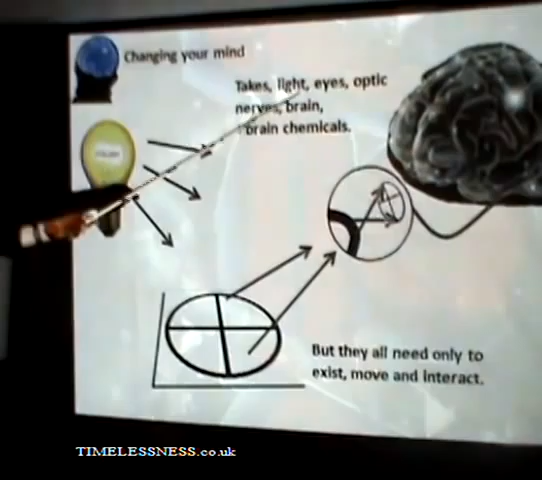 Changing your mind
Takes, light, eyes, optic
nerves, brain,
brain chemicals.
But they all need only to
exist, move and interact.
TIMELESSNESS.co.uk